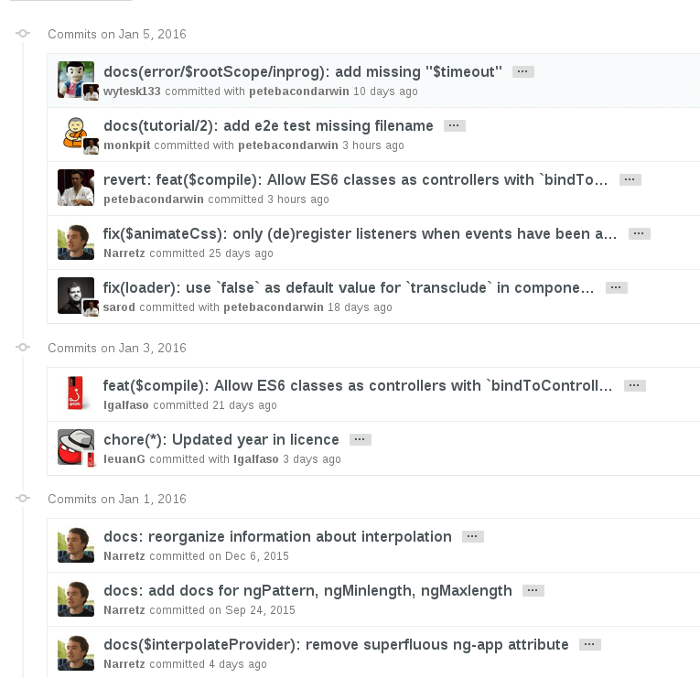 Commits on Jan 5, 2016
docs(error/$rootScope/inprog): add missing "$timeout" ...
wytesk133 committed with petebacondarwin 10 days ago
docs(tutorial/2): add e2e test missing filename ...
monkpit committed with petebacondarwin 3 hours ago
revert: feat($compile): Allow ES6 classes as controllers with `bindTo... ...
petebacondarwin committed 3 hours ago
fix($animateCss): only (de)register listeners when events have been a... ...
Narretz committed 25 days ago
fix(loader): use `false` as default value for `transclude` in compone... ...
sarod committed with petebacondarwin 18 days ago
Commits on Jan 3, 2016
feat($compile): Allow ES6 classes as controllers with `bindToControll... ...
lgalfaso committed 21 days ago
chore(*): Updated year in licence ...
IeuanG committed with lgalfaso 3 days ago
Commits on Jan 1, 2016
docs: reorganize information about interpolation ...
Narretz committed on Dec 6, 2015
docs: add docs for ngPattern, ngMinlength, ngMaxlength ...
Narretz committed on Sep 24, 2015
docs($interpolateProvider): remove superfluous ng-app attribute ...
Narretz committed 4 days ago